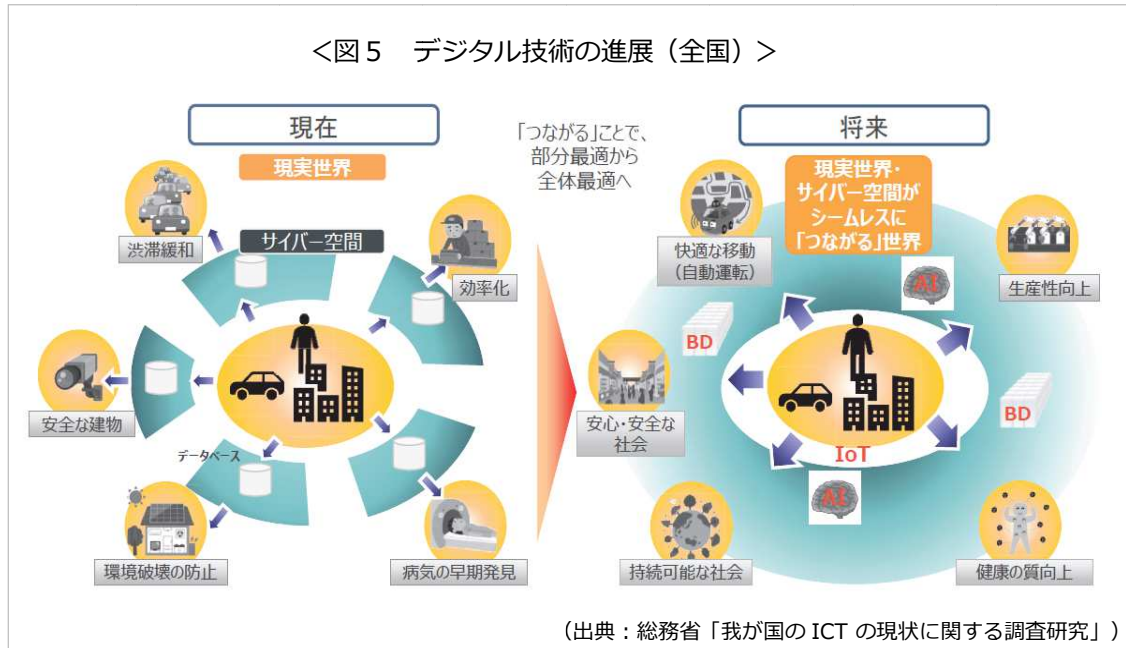 ＜図５　デジタル技術の進展（全国）＞
現在
現実世界
サイバー空間
渋滞緩和
効率化
安全な建物
データベース
環境破壊の防止
病気の早期発見
「つながる」ことで、
部分最適から
全体最適へ
将来
現実世界・
サイバー空間が
シームレスに
「つながる」世界
快適な移動
（自動運転）
AI
生産性向上
BD
安心・安全な
社会
BD
IoT
AI
持続可能な社会
健康の質向上
（出典：総務省「我が国の ICT の現状に関する調査研究」）